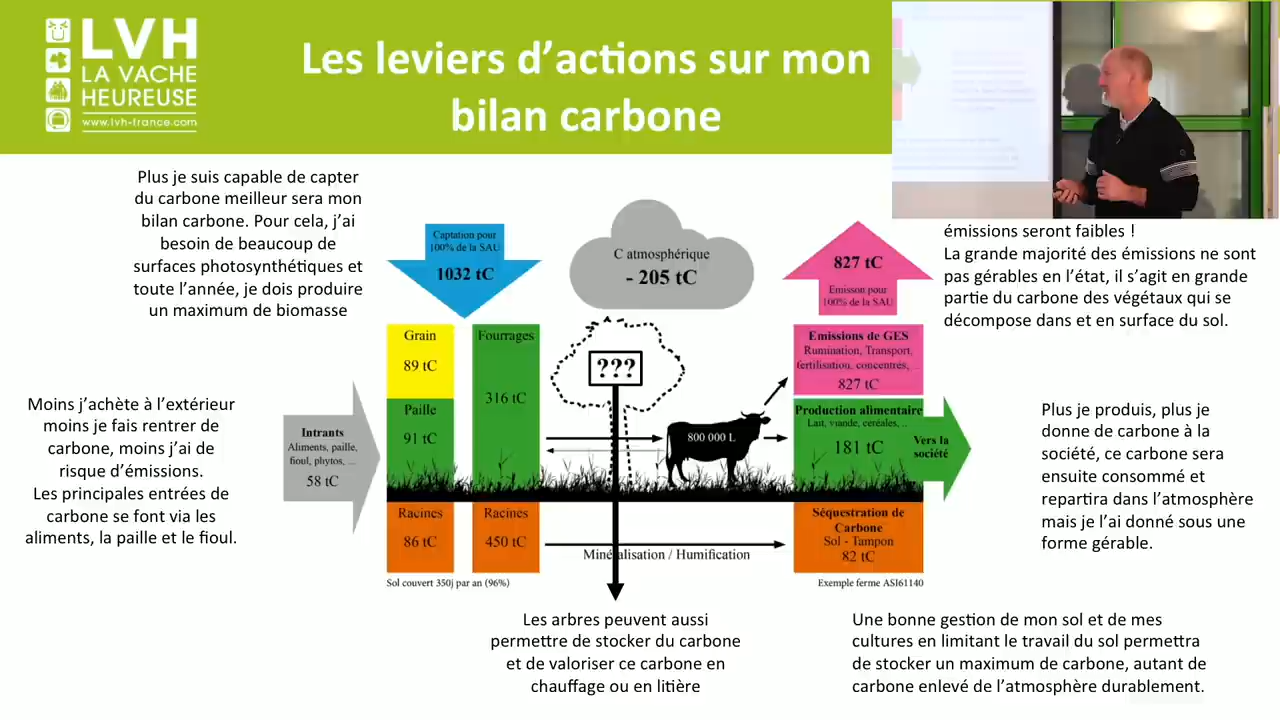 LVH
LA VACHE
HEUREUSE
www.lvh-france.com
Les leviers d’actions sur mon
bilan carbone
Plus je suis capable de capter
du carbone meilleur sera mon
bilan carbone. Pour cela, j’ai
besoin de beaucoup de
surfaces photosynthétiques et
toute l’année, je dois produire
un maximum de biomasse
Captation pour
100% de la SAU
1032 tC
C atmosphérique
- 205 tC
827 tC
Emisson pour
100% de la SAU
émissions seront faibles !
La grande majorité des émissions ne sont
pas gérables en l’état, il s’agit en grande
partie du carbone des végétaux qui se
décompose dans et en surface du sol.
Moins j’achète à l’extérieur
moins je fais rentrer de
carbone, moins j’ai de
risque d’émissions.
Les principales entrées de
carbone se font via les
aliments, la paille et le fioul.
Intrants
Aliments, paille,
fioul, phytos, ...
58 tC
Grain
89 tC
Paille
91 tC
Racines
86 tC
Fourrages
316 tC
Racines
450 tC
Sol couvert 350j par an (96%)
???
800 000 L
Minéralisation / Humification
Emissions de GES
Rumination, Transport,
fertilisation, concentrés, ...
827 tC
Production alimentaire
Lait, viande, céréales, ..
181 tC
Vers la
société
Séquestration de
Carbone
Sol - Tampon
82 tC
Exemple ferme ASI61140
Plus je produis, plus je
donne de carbone à la
société, ce carbone sera
ensuite consommé et
repartira dans l’atmosphère
mais je l’ai donné sous une
forme gérable.
Les arbres peuvent aussi
permettre de stocker du carbone
et de valoriser ce carbone en
chauffage ou en litière
Une bonne gestion de mon sol et de mes
cultures en limitant le travail du sol permettra
de stocker un maximum de carbone, autant de
carbone enlevé de l’atmosphère durablement.